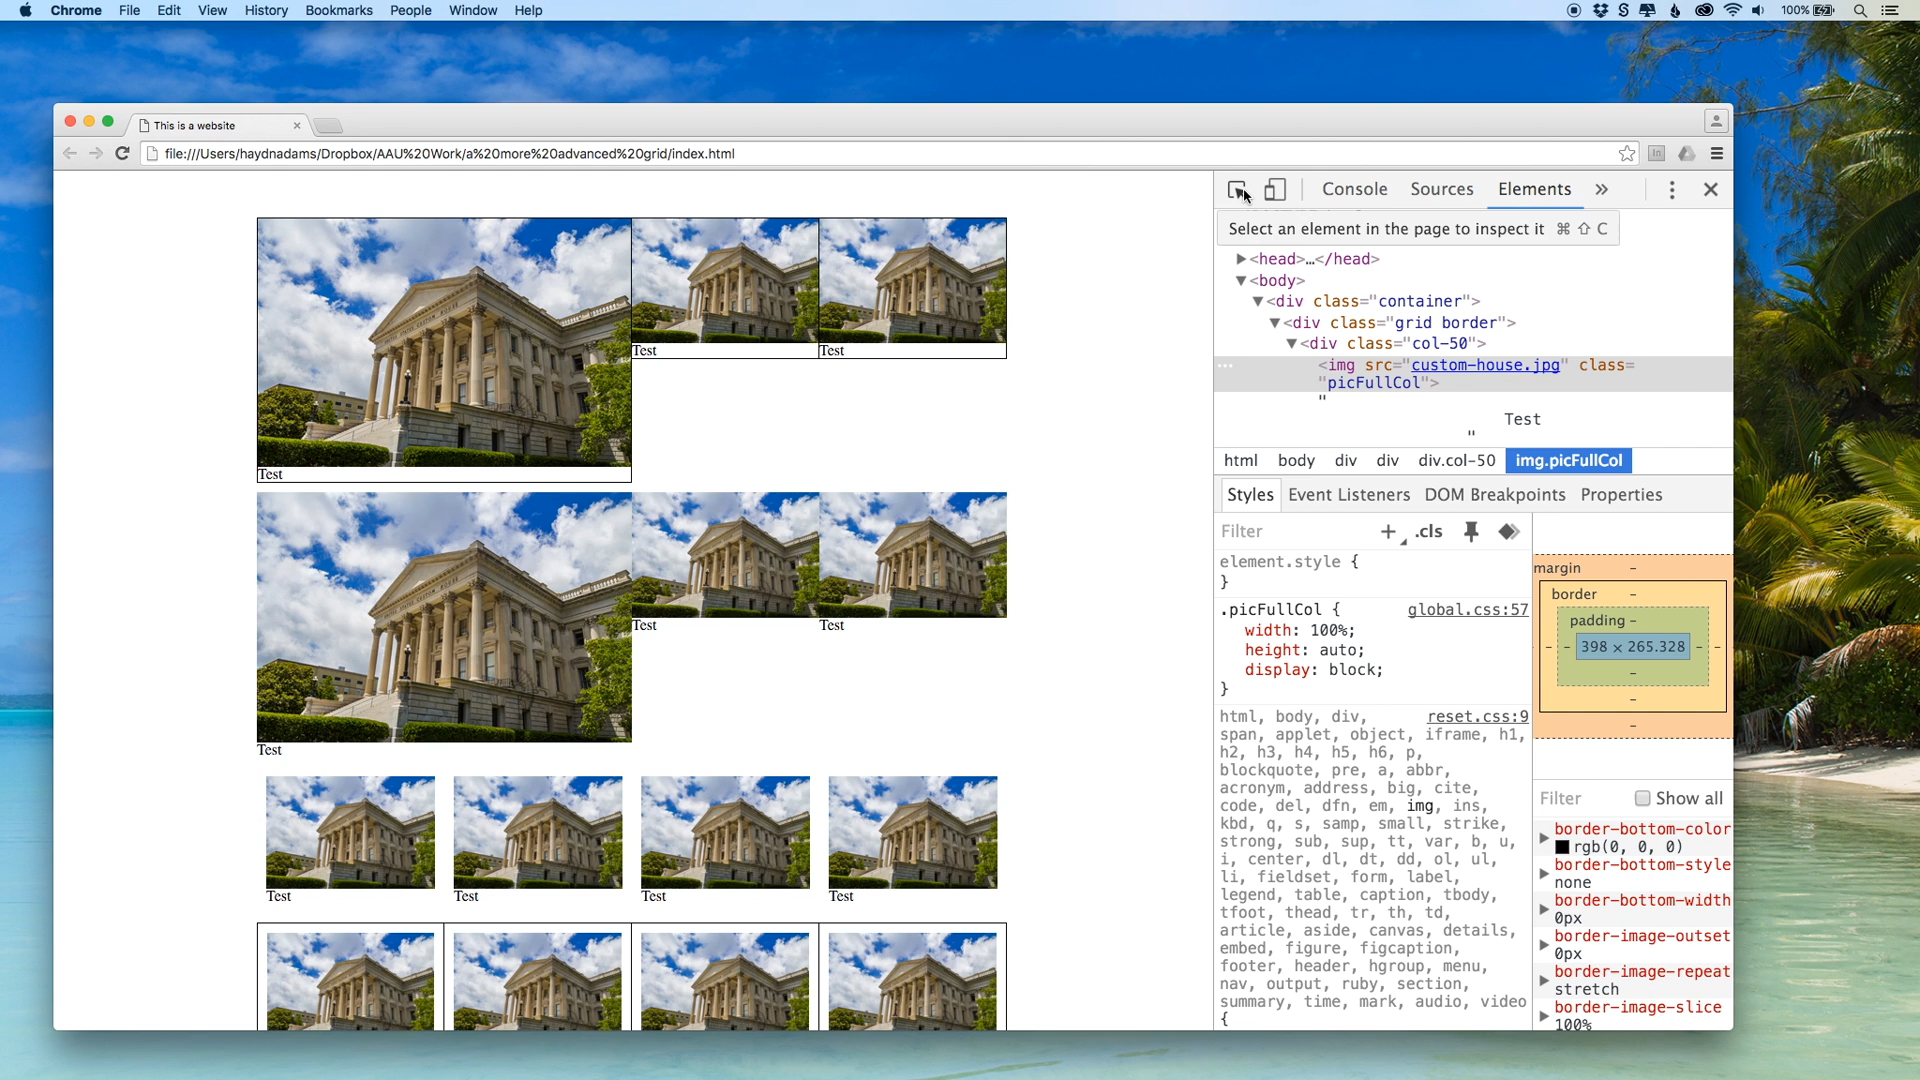 Chrome File Edit View History Bookmarks People Window Help
100%
This is a website
file:///Users/haydnadams/Dropbox/AAU%20Work/a%20more%20advanced%20grid/index.html
Console Sources Elements »
Select an element in the page to inspect it ⌘ ⇧ C
<head>…</head>
<body>
<div class="container">
<div class="grid border">
<div class="col-50">
<img src="custom-house.jpg" class=
"picFullCol">
"
Test
"
html body div div div.col-50 img.picFullCol
Styles Event Listeners DOM Breakpoints Properties
Filter + .cls
element.style {
}
.picFullCol { global.css:57
width: 100%;
height: auto;
display: block;
}
html, body, div, reset.css:9
span, applet, object, iframe, h1,
h2, h3, h4, h5, h6, p,
blockquote, pre, a, abbr,
acronym, address, big, cite,
code, del, dfn, em, img, ins,
kbd, q, s, samp, small, strike,
strong, sub, sup, tt, var, b, u,
i, center, dl, dt, dd, ol, ul,
li, fieldset, form, label,
legend, table, caption, tbody,
tfoot, thead, tr, th, td,
article, aside, canvas, details,
embed, figure, figcaption,
footer, header, hgroup, menu,
nav, output, ruby, section,
summary, time, mark, audio, video
{
margin -
border -
padding -
- - 398 × 265.328 - -
-
-
-
Filter Show all
border-bottom-color
rgb(0, 0, 0)
border-bottom-style
none
border-bottom-width
0px
border-image-outset
0px
border-image-repeat
stretch
border-image-slice
100%
Test Test
Test
Test Test
Test
Test Test Test Test